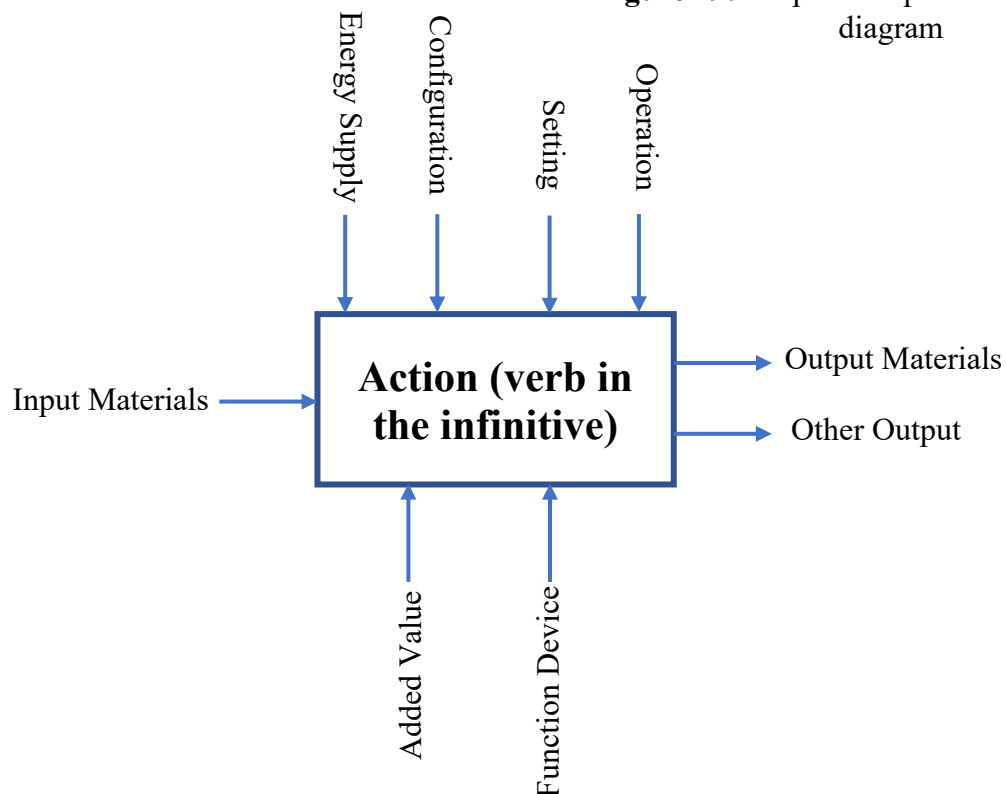 diagram
Energy Supply
Configuration
Setting
Operation
Action (verb in
the infinitive)
Input Materials
Output Materials
Other Output
Added Value
Function Device